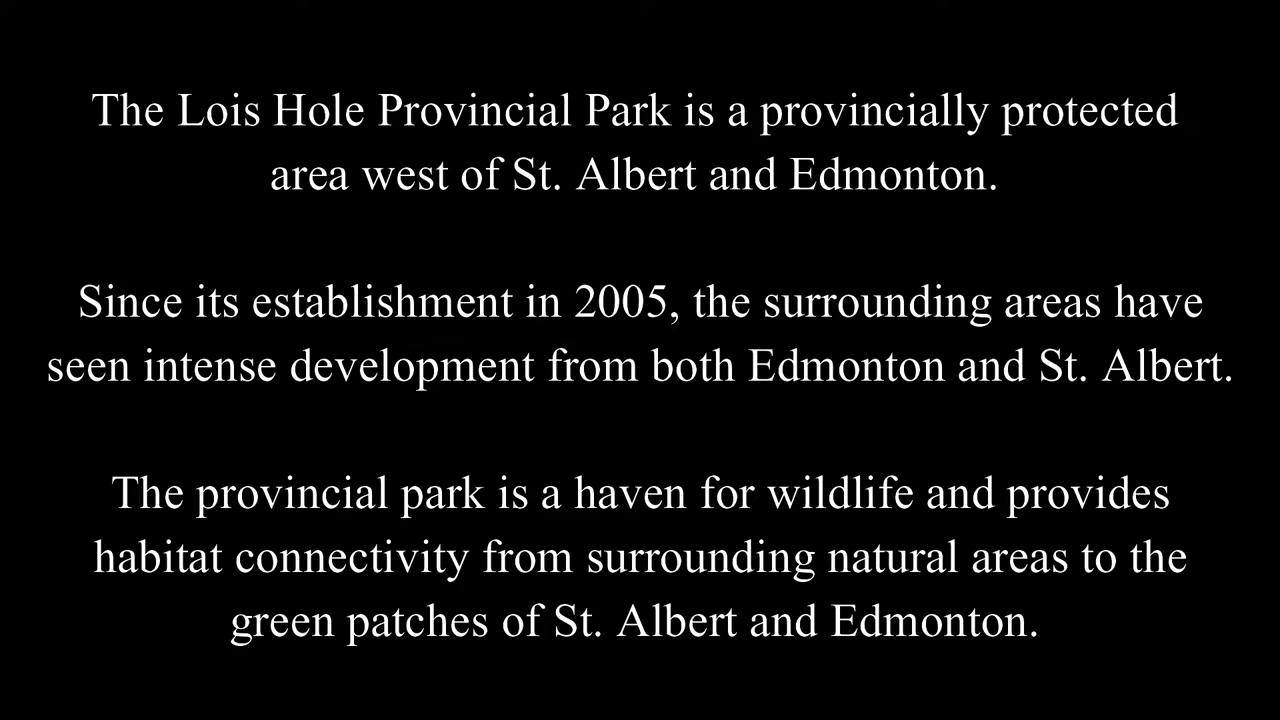 The Lois Hole Provincial Park is a provincially protected
area west of St. Albert and Edmonton.
Since its establishment in 2005, the surrounding areas have
seen intense development from both Edmonton and St. Albert.
The provincial park is a haven for wildlife and provides
habitat connectivity from surrounding natural areas to the
green patches of St. Albert and Edmonton.